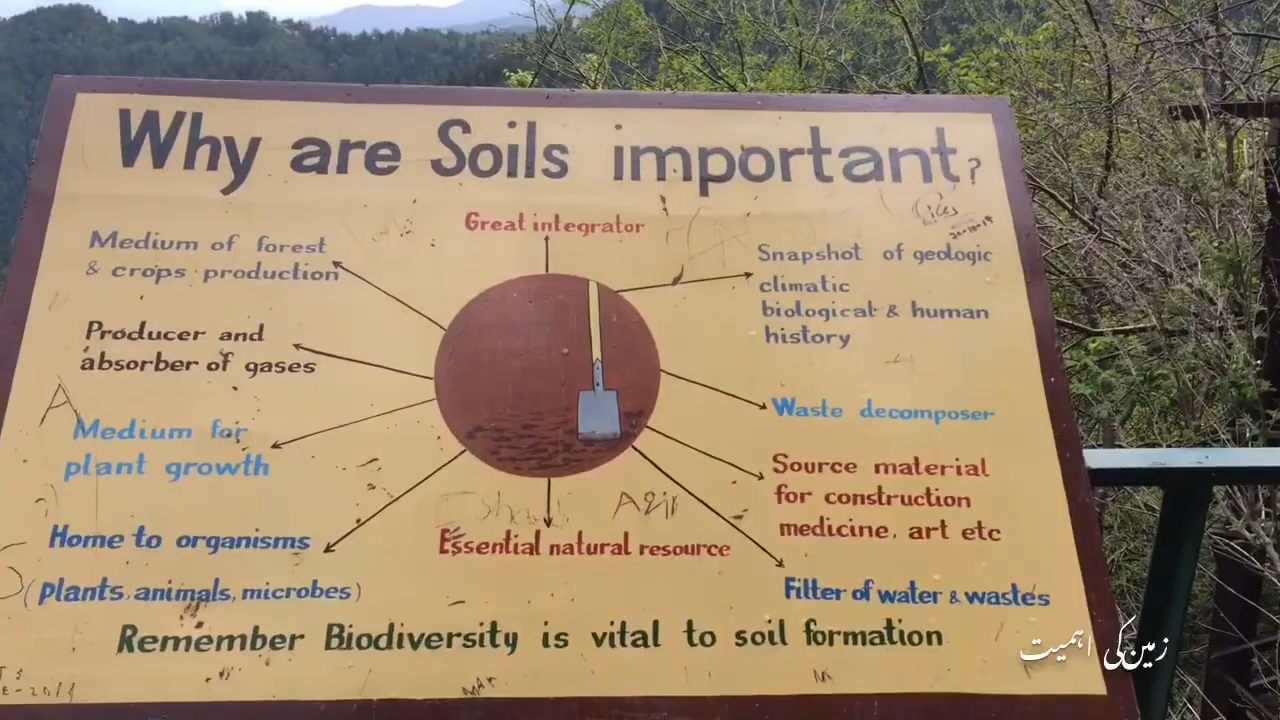 Why are Soils important?
Great integrator
Medium of forest
& crops production
Snapshot of geologic
climatic
biological & human
history
Producer and
absorber of gases
Waste decomposer
Medium for
plant growth
Source material
for construction
medicine, art etc
Home to organisms
(plants, animals, microbes)
Essential natural resource
Filter of water & wastes
Remember Biodiversity is vital to soil formation
زمین کی اہمیت